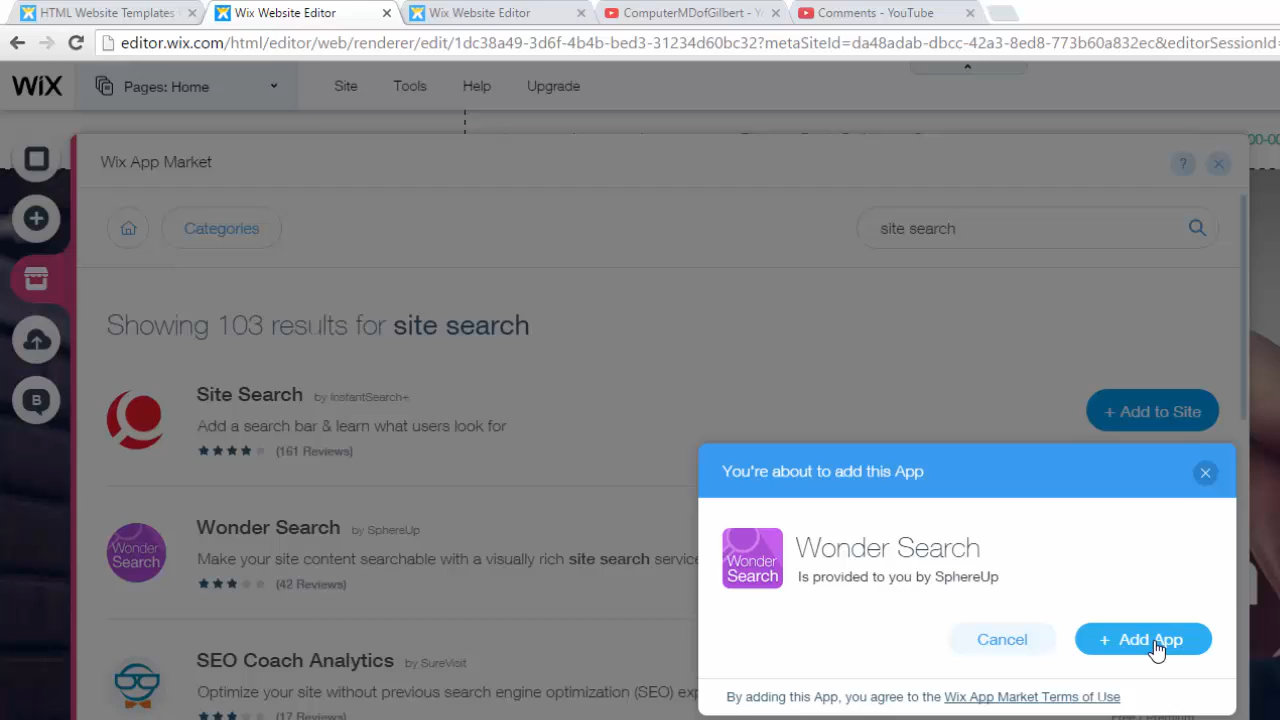 HTML Website Templates
Wix Website Editor
Wix Website Editor
ComputerMDofGilbert - Y
Comments - YouTube
editor.wix.com/html/editor/web/renderer/edit/1dc38a49-3d6f-4b4b-bed3-31234d60bc32?metaSiteId=da48adab-dbcc-42a3-8ed8-773b60a832ec&editorSessionId=
WiX
Pages: Home
Site
Tools
Help
Upgrade
Wix App Market
?
Categories
site search
Showing 103 results for site search
Site Search by InstantSearch+
Add a search bar & learn what users look for
(161 Reviews)
+ Add to Site
B
Wonder Search
Wonder Search by SphereUp
Make your site content searchable with a visually rich site search service
(42 Reviews)
SEO Coach Analytics by SureVisit
Optimize your site without previous search engine optimization (SEO) exp
(17 Reviews)
You're about to add this App
Wonder
Search
Wonder Search
Is provided to you by SphereUp
Cancel
+ Add App
By adding this App, you agree to the Wix App Market Terms of Use